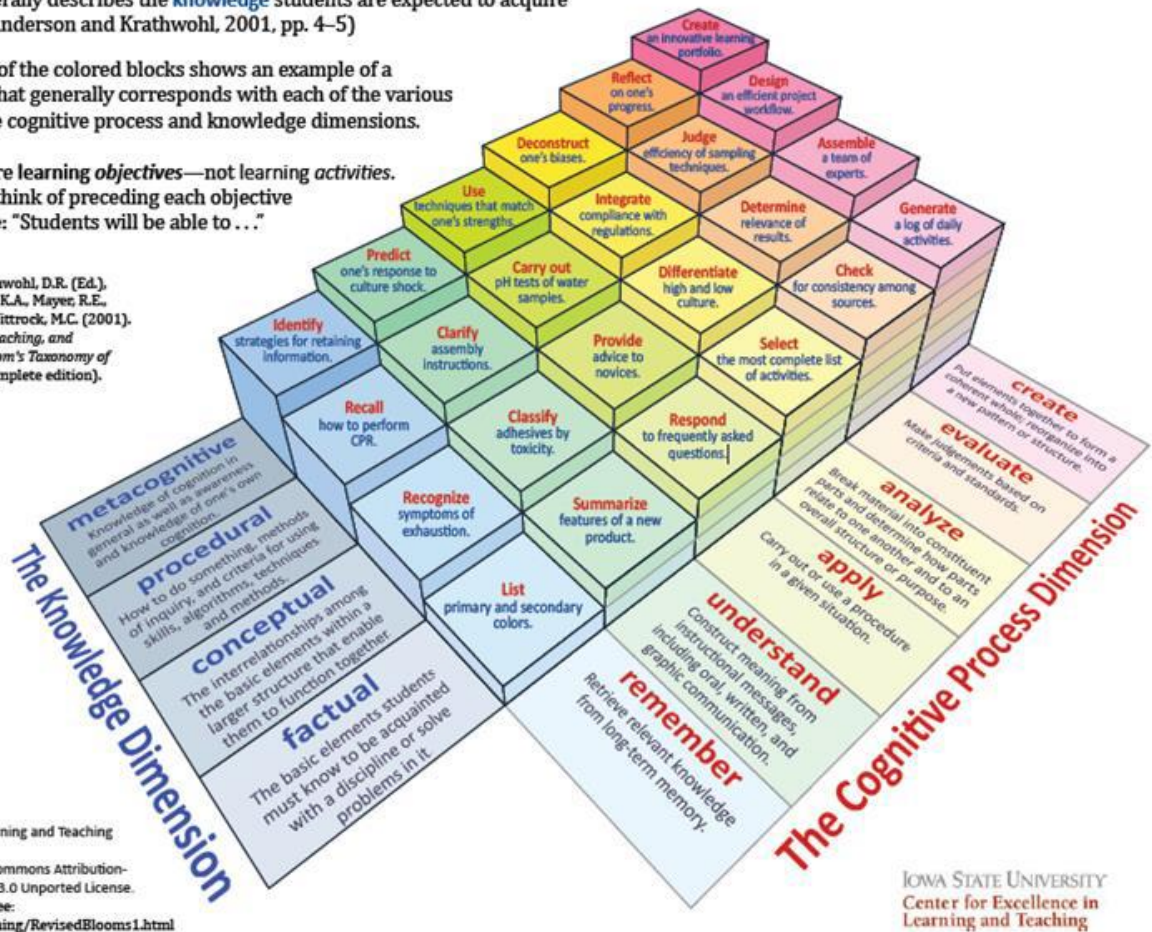 erally describes the knowledge students are expected to acquire
nderson and Krathwohl, 2001, pp. 4–5)
of the colored blocks shows an example of a
hat generally corresponds with each of the various
e cognitive process and knowledge dimensions.
re learning objectives—not learning activities.
think of preceding each objective
e: "Students will be able to . . ."
nwohl, D.R. (Ed.),
K.A., Mayer, R.E.,
ittrock, M.C. (2001).
aching, and
om's Taxonomy of
mplete edition).
Create
an innovative learning
portfolio.
Reflect
on one's
progress.
Design
an efficient project
workflow.
Deconstruct
one's biases.
Judge
efficiency of sampling
techniques.
Assemble
a team of
experts.
Use
techniques that match
one's strengths.
Integrate
compliance with
regulations.
Determine
relevance of
results.
Generate
a log of daily
activities.
Predict
one's response to
culture shock.
Carry out
pH tests of water
samples.
Differentiate
high and low
culture.
Check
for consistency among
sources.
Identify
strategies for retaining
information.
Clarify
assembly
instructions.
Provide
advice to
novices.
Select
the most complete list
of activities.
Recall
how to perform
CPR.
Classify
adhesives by
toxicity.
Respond
to frequently asked
questions.
Recognize
symptoms of
exhaustion.
Summarize
features of a new
product.
List
primary and secondary
colors.
metacognitive
Knowledge of cognition in
general as well as awareness
and knowledge of one's own
cognition.
procedural
How to do something, methods
of inquiry, and criteria for using
skills, algorithms, techniques
and methods.
conceptual
The interrelationships among
the basic elements within a
larger structure that enable
them to function together
factual
The basic elements students
must know to be acquainted
with a discipline or solve
problems in it.
The Knowledge Dimension
create
Put elements together to form a
coherent whole; reorganize into
a new pattern or structure.
evaluate
Make judgements based on
criteria and standards.
analyze
Break material into constituent
parts and determine how parts
relate to one another and to an
overall structure or purpose.
apply
Carry out or use a procedure
in a given situation.
understand
Construct meaning from
instructional messages,
including oral, written, and
graphic communication.
remember
Retrieve relevant knowledge
from long-term memory.
The Cognitive Process Dimension
ning and Teaching
ommons Attribution-
3.0 Unported License.
ee:
ning/RevisedBlooms1.html
IOWA STATE UNIVERSITY
Center for Excellence in
Learning and Teaching